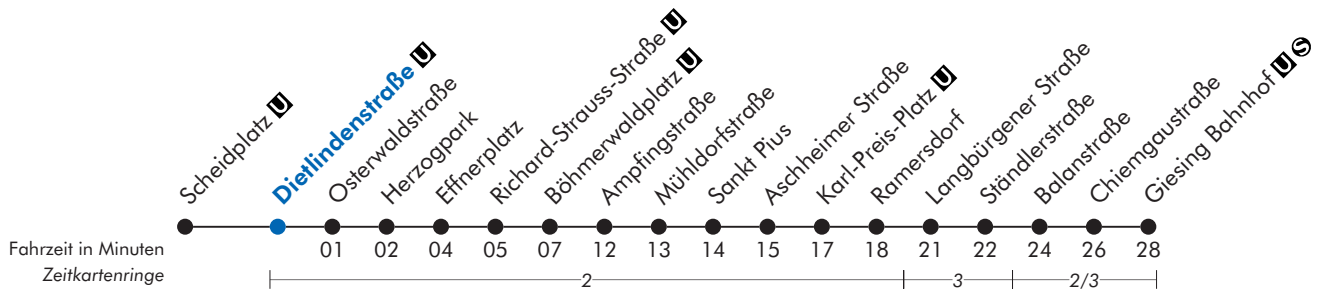 Scheidplatz U
Dietlindenstraße U
Osterwaldstraße
Herzogpark
Effnerplatz
Richard-Strauss-Straße U
Böhmerwaldplatz U
Ampfingstraße
Mühldorfstraße
Sankt Pius
Aschheimer Straße
Karl-Preis-Platz U
Ramersdorf
Langbürgener Straße
Ständlerstraße
Balanstraße
Chiemgaustraße
Giesing Bahnhof U S
Fahrzeit in Minuten 01 02 04 05 07 12 13 14 15 17 18 21 22 24 26 28
Zeitkartenringe 2 3 2/3